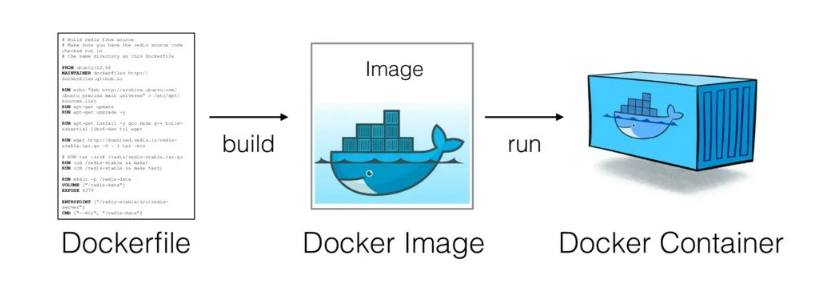 # Build redis from source
# Make sure you have the redis source code
checked out in
# the same directory as this Dockerfile
FROM ubuntu:12.04
MAINTAINER dockerfiles http://
dockerfiles.github.io
RUN echo "deb http://archive.ubuntu.com/
ubuntu precise main universe" > /etc/apt/
sources.list
RUN apt-get update
RUN apt-get upgrade -y
RUN apt-get install -y gcc make g++ build-
essential libc6-dev tcl wget
RUN wget http://download.redis.io/redis-
stable.tar.gz -O - | tar -xvz
# RUN tar -xvzf /redis/redis-stable.tar.gz
RUN (cd /redis-stable && make)
RUN (cd /redis-stable && make test)
RUN mkdir -p /redis-data
VOLUME ["/redis-data"]
EXPOSE 6379
ENTRYPOINT ["/redis-stable/src/redis-
server"]
CMD ["--dir", "/redis-data"]
Dockerfile
build
Image
Docker Image
run
Docker Container